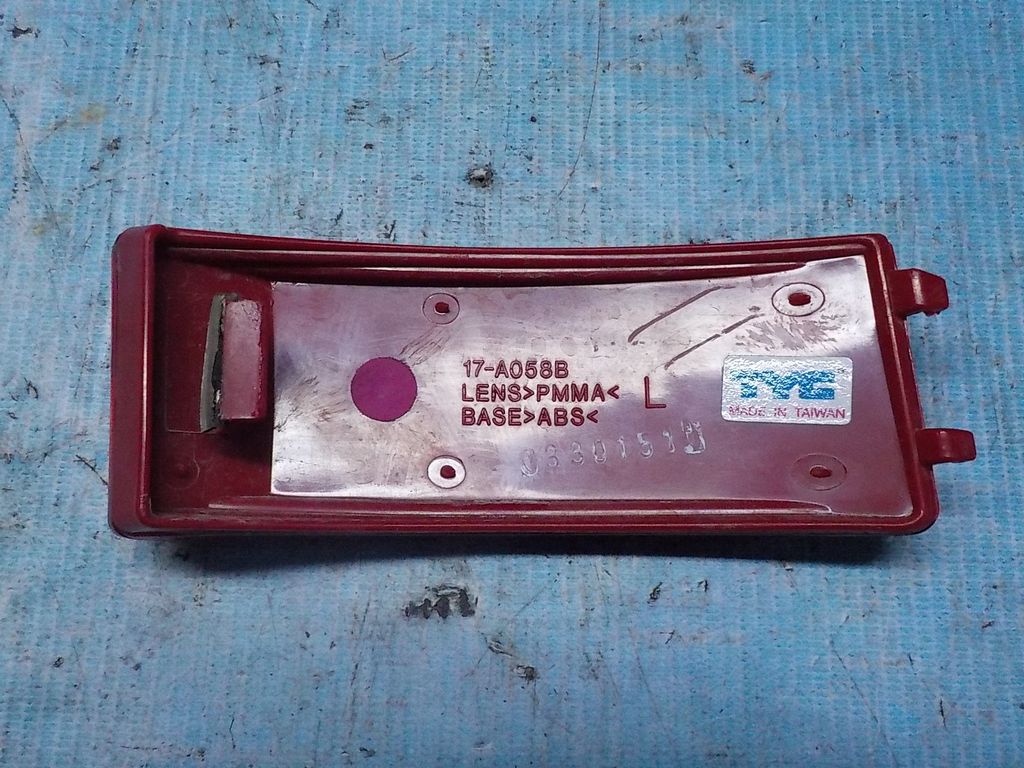 17-A058B
LENS>PMMA<
BASE>ABS<
L
TYC
MADE IN TAIWAN